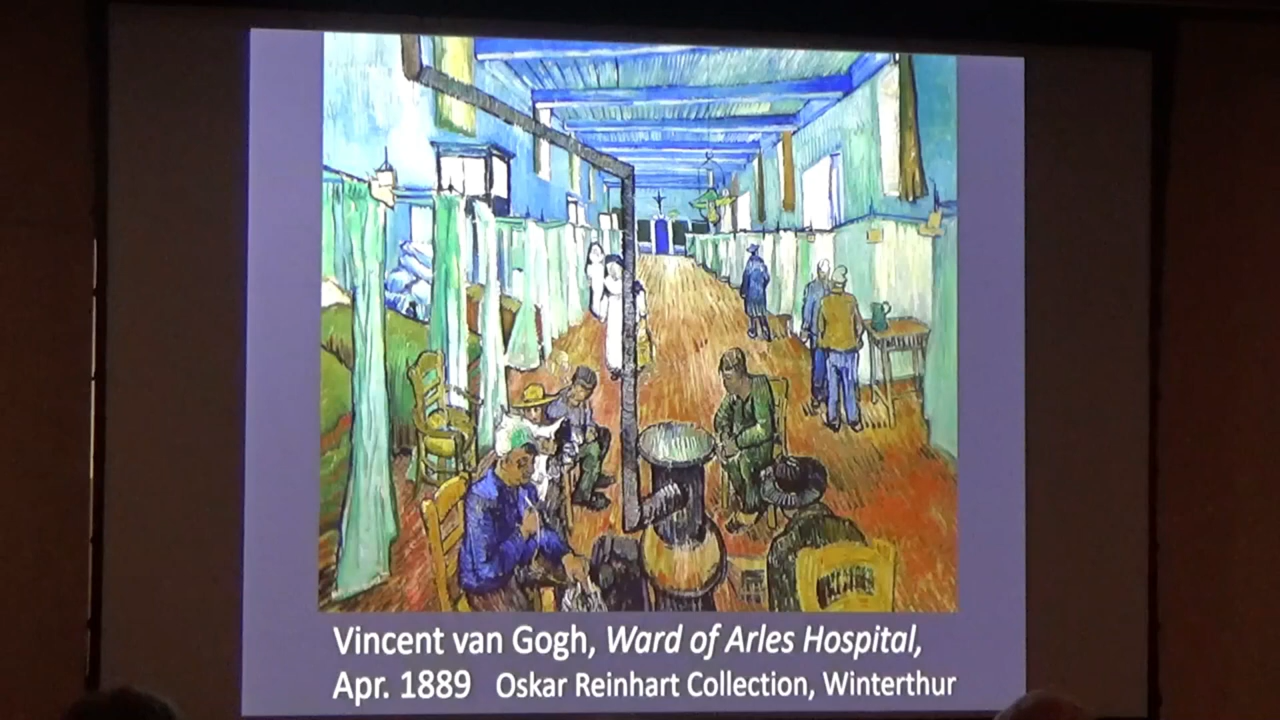 Vincent van Gogh, Ward of Arles Hospital,
Apr. 1889 Oskar Reinhart Collection, Winterthur